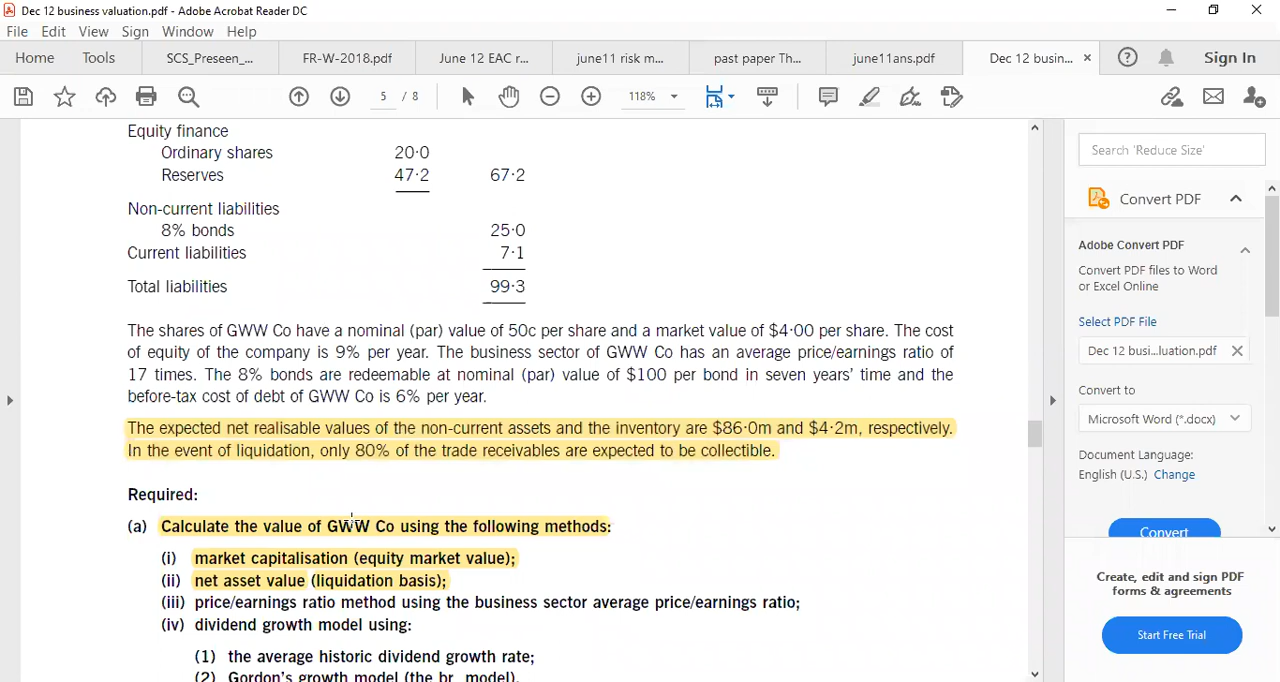 Dec 12 business valuation.pdf - Adobe Acrobat Reader DC
File Edit View Sign Window Help
Home Tools SCS_Preseen_... FR-W-2018.pdf June 12 EAC r... june11 risk m... past paper Th... june11ans.pdf Dec 12 busin... × Sign In
5 / 8 118%
Equity finance
Ordinary shares 20·0
Reserves 47·2 67·2
Non-current liabilities
8% bonds 25·0
Current liabilities 7·1
Total liabilities 99·3
The shares of GWW Co have a nominal (par) value of 50c per share and a market value of $4·00 per share. The cost
of equity of the company is 9% per year. The business sector of GWW Co has an average price/earnings ratio of
17 times. The 8% bonds are redeemable at nominal (par) value of $100 per bond in seven years' time and the
before-tax cost of debt of GWW Co is 6% per year.
The expected net realisable values of the non-current assets and the inventory are $86·0m and $4·2m, respectively.
In the event of liquidation, only 80% of the trade receivables are expected to be collectible.
Required:
(a) Calculate the value of GWW Co using the following methods:
(i) market capitalisation (equity market value);
(ii) net asset value (liquidation basis);
(iii) price/earnings ratio method using the business sector average price/earnings ratio;
(iv) dividend growth model using:
(1) the average historic dividend growth rate;
(2) Gordon's growth model (the br model).
Search 'Reduce Size'
Convert PDF
Adobe Convert PDF
Convert PDF files to Word
or Excel Online
Select PDF File
Dec 12 busi...luation.pdf
Convert to
Microsoft Word (*.docx)
Document Language:
English (U.S.) Change
Convert
Create, edit and sign PDF
forms & agreements
Start Free Trial